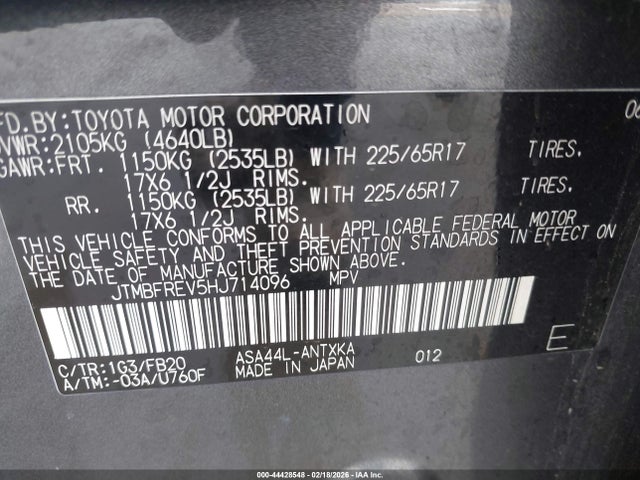 FD.BY:TOYOTA MOTOR CORPORATION 06
VWR:2105KG (4640LB)
GAWR:FRT. 1150KG (2535LB) WITH 225/65R17 TIRES.
17X6 1/2J RIMS.
RR. 1150KG (2535LB) WITH 225/65R17 TIRES.
17X6 1/2J RIMS.
THIS VEHICLE CONFORMS TO ALL APPLICABLE FEDERAL MOTOR
VEHICLE SAFETY AND THEFT PREVENTION STANDARDS IN EFFECT ON
THE DATE OF MANUFACTURE SHOWN ABOVE.
JTMBFREV5HJ714096 MPV
C/TR:1G3/FB20 ASA44L-ANTXKA 012 E
A/TM:-03A/U760F MADE IN JAPAN
000-44428548 - 02/18/2026 - IAA Inc.